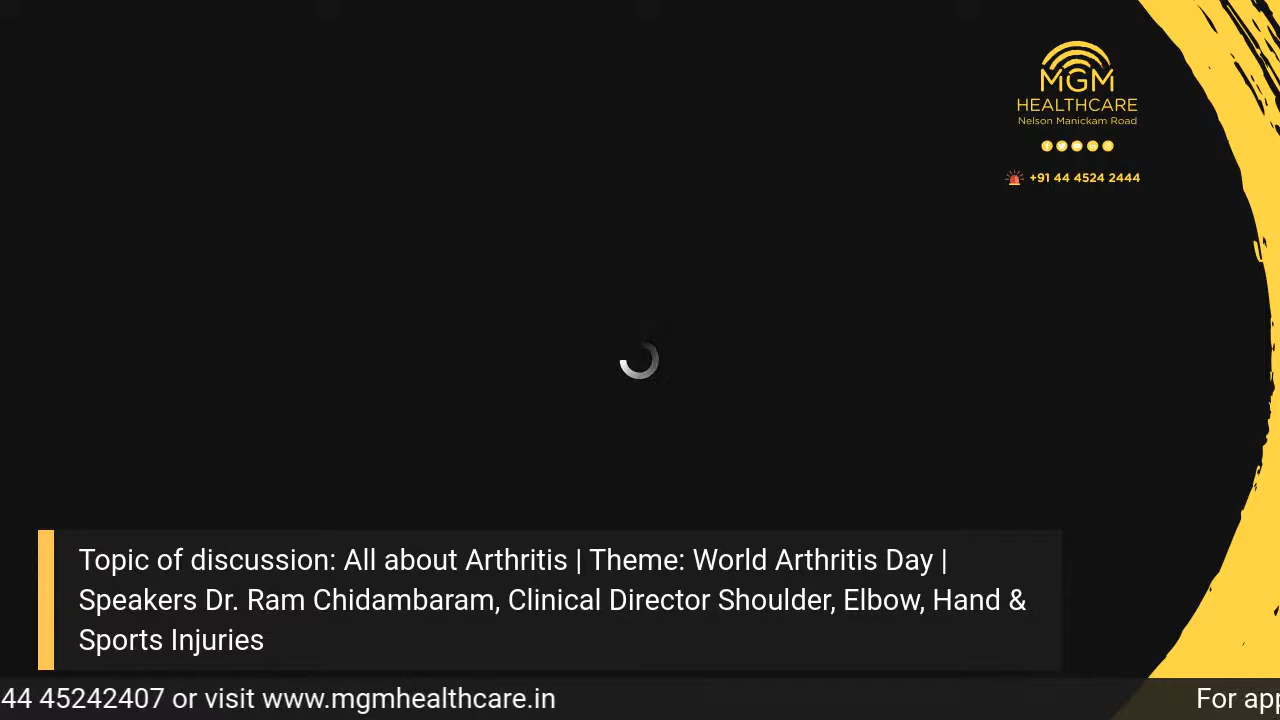 MGM
HEALTHCARE
Nelson Manickam Road
+91 44 4524 2444
Topic of discussion: All about Arthritis | Theme: World Arthritis Day |
Speakers Dr. Ram Chidambaram, Clinical Director Shoulder, Elbow, Hand &
Sports Injuries
44 45242407 or visit www.mgmhealthcare.in For